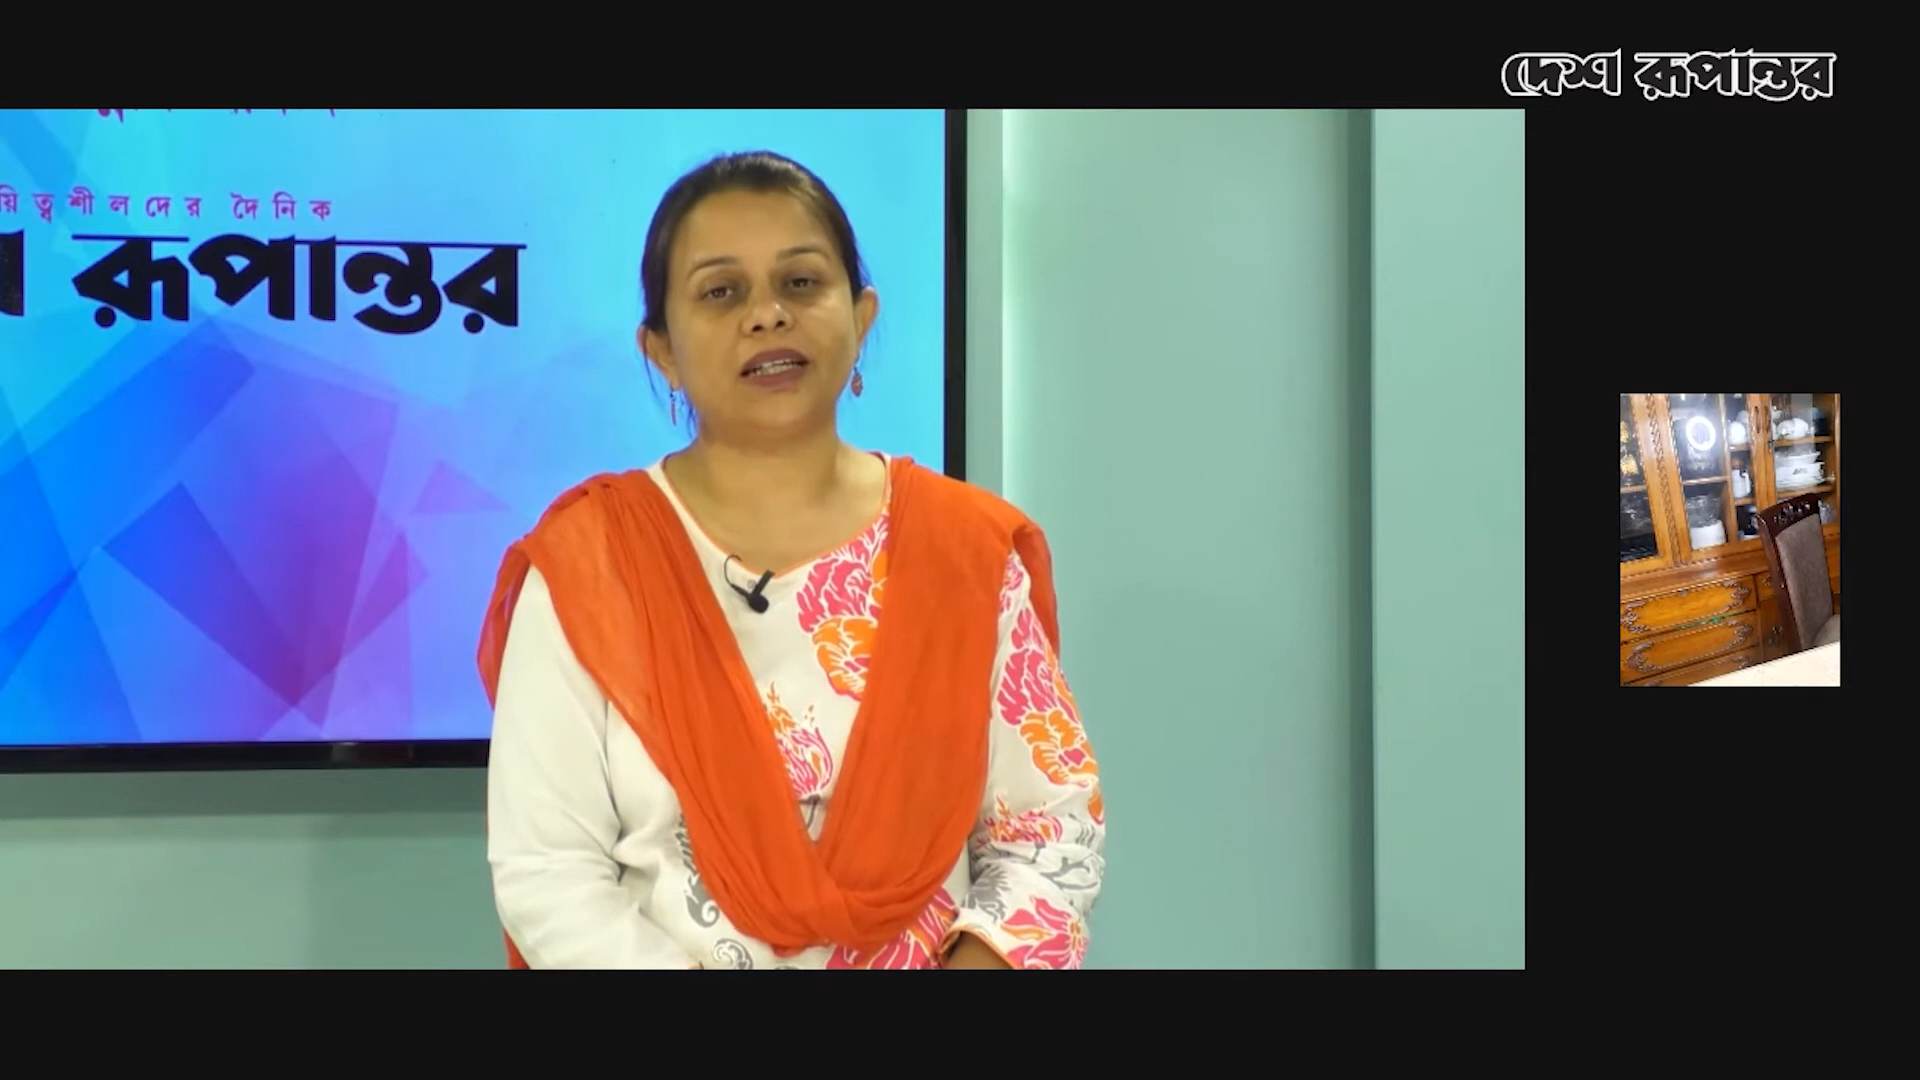 দেশ রূপান্তর
য়িত্বশীলদের দৈনিক
রূপান্তর